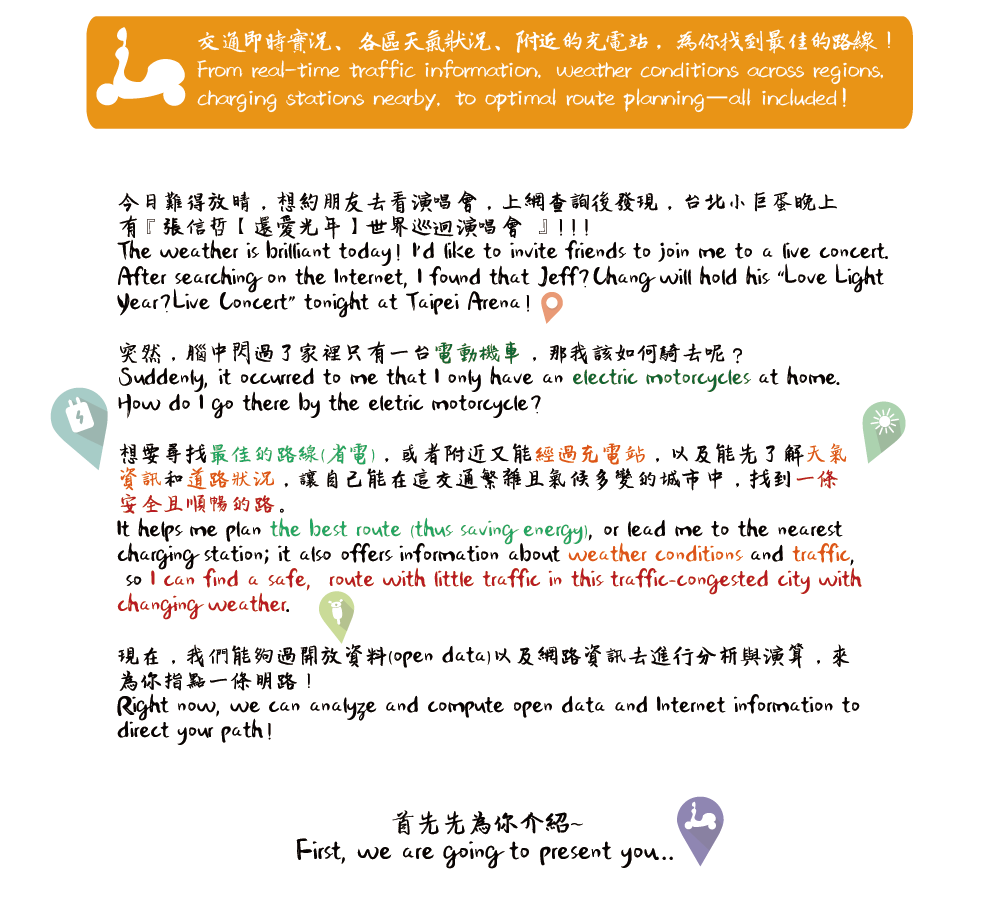 交通即時實況、各區天氣狀況、附近的充電站，為你找到最佳的路線！
From real-time traffic information, weather conditions across regions,
charging stations nearby, to optimal route planning—all included!
今日難得放晴，想約朋友去看演唱會，上網查詢後發現，台北小巨蛋晚上
有『張信哲【還愛光年】世界巡迴演唱會 』!!!
The weather is brilliant today! I'd like to invite friends to join me to a live concert.
After searching on the Internet, I found that Jeff?Chang will hold his “Love Light
Year?Live Concert” tonight at Taipei Arena!
突然，腦中閃過了家裡只有一台電動機車，那我該如何騎去呢？
Suddenly, it occurred to me that I only have an electric motorcycles at home.
How do I go there by the eletric motorcycle?
想要尋找最佳的路線(省電)，或者附近又能經過充電站，以及能先了解天氣
資訊和道路狀況，讓自己能在這交通繁雜且氣候多變的城市中，找到一條
安全且順暢的路。
It helps me plan the best route (thus saving energy), or lead me to the nearest
charging station; it also offers information about weather conditions and traffic,
so I can find a safe, route with little traffic in this traffic-congested city with
changing weather.
現在，我們能夠過開放資料(open data)以及網路資訊去進行分析與演算，來
為你指點一條明路！
Right now, we can analyze and compute open data and Internet information to
direct your path!
首先先為你介紹~
First, we are going to present you...